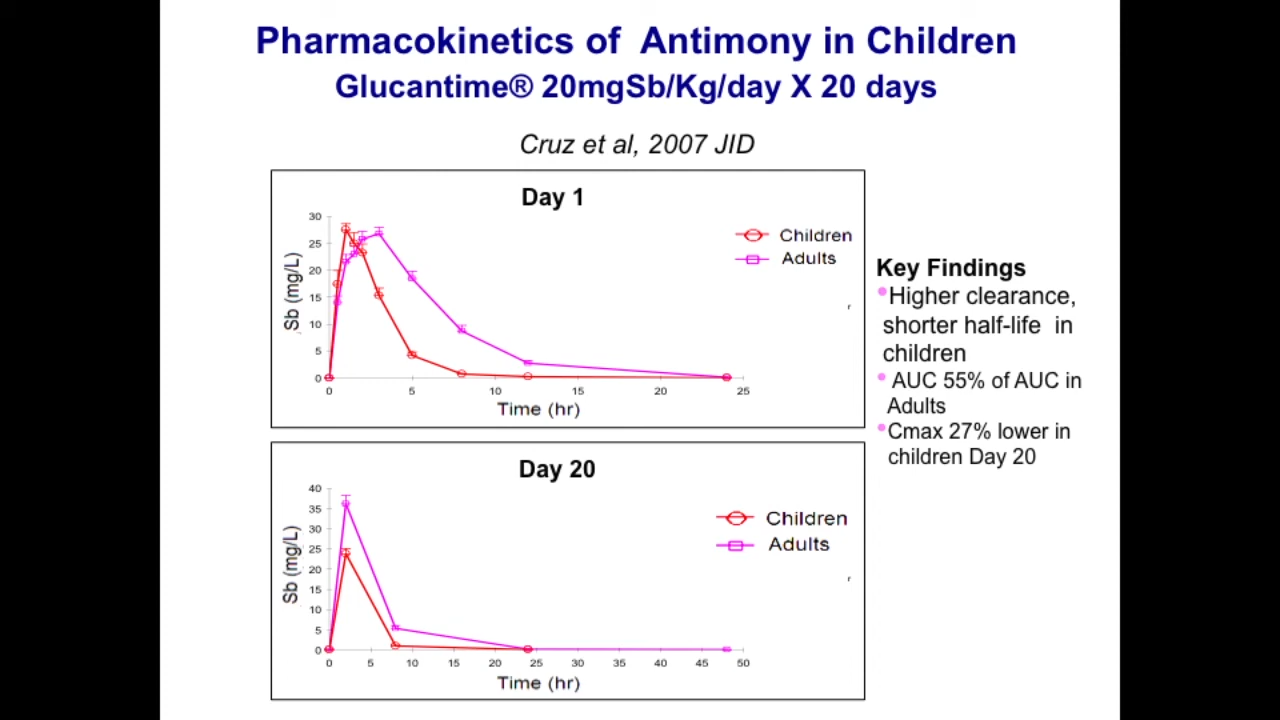 Pharmacokinetics of Antimony in Children
Glucantime® 20mgSb/Kg/day X 20 days
Cruz et al, 2007 JID
Day 1
30
25
20
15
10
5
0
Sb (mg/L)
0 5 10 15 20 25
Time (hr)
Children
Adults
Day 20
40
35
30
25
20
15
10
5
0
Sb (mg/L)
0 5 10 15 20 25 30 35 40 45 50
Time (hr)
Children
Adults
Key Findings
•Higher clearance,
shorter half-life in
children
• AUC 55% of AUC in
Adults
•Cmax 27% lower in
children Day 20